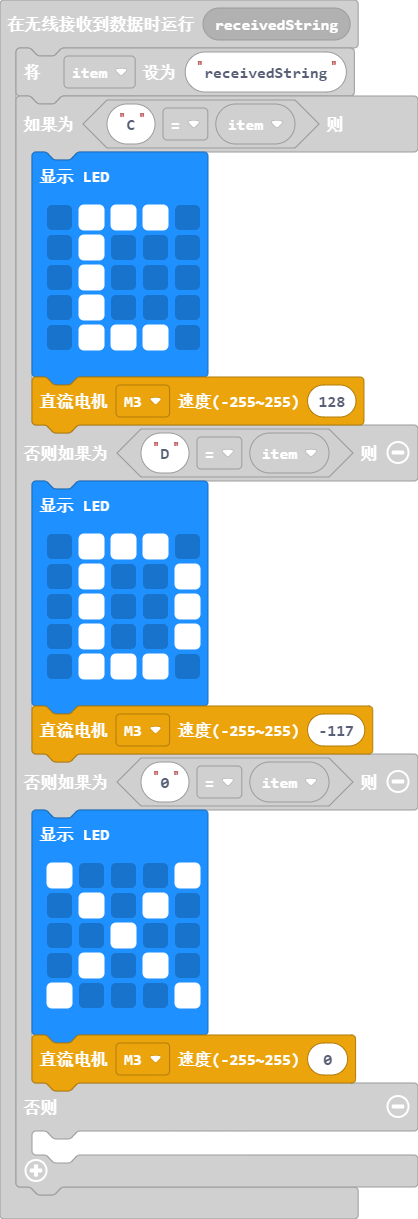 在无线接收到数据时运行 receivedString
将 item 设为 "receivedString"
如果为 "C" = item 则
显示 LED
直流电机 M3 速度(-255~255) 128
否则如果为 "D" = item 则
显示 LED
直流电机 M3 速度(-255~255) -117
否则如果为 "0" = item 则
显示 LED
直流电机 M3 速度(-255~255) 0
否则